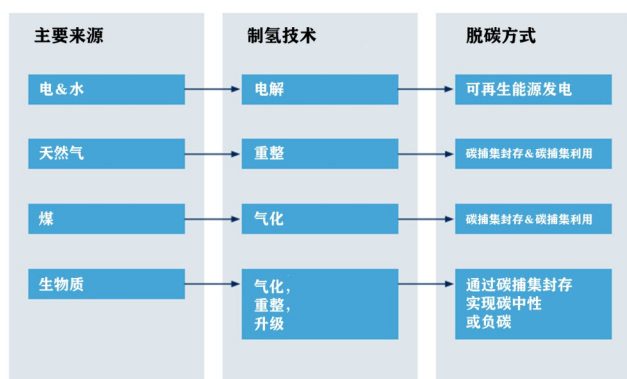 主要来源
制氢技术
脱碳方式
电&水
电解
可再生能源发电
天然气
重整
碳捕集封存&碳捕集利用
煤
气化
碳捕集封存&碳捕集利用
生物质
气化，
重整，
升级
通过碳捕集封存
实现碳中性
或负碳